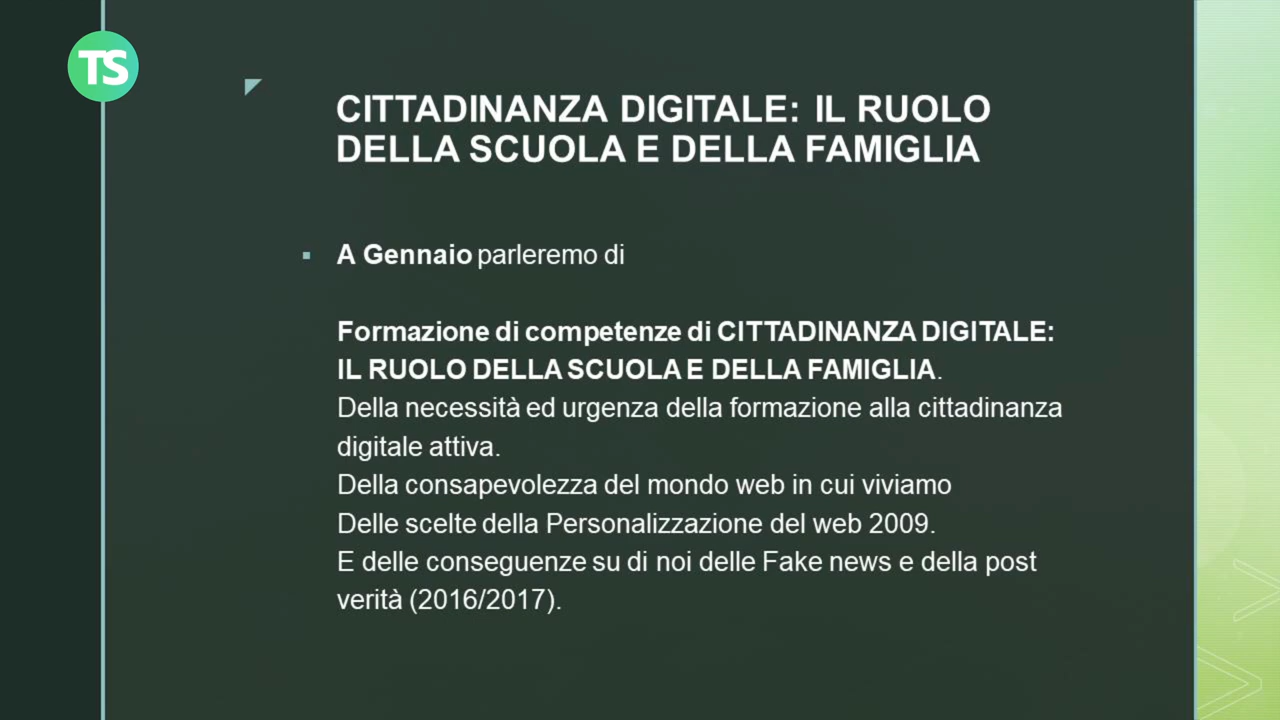 TS
CITTADINANZA DIGITALE: IL RUOLO
DELLA SCUOLA E DELLA FAMIGLIA
▪ A Gennaio parleremo di
Formazione di competenze di CITTADINANZA DIGITALE:
IL RUOLO DELLA SCUOLA E DELLA FAMIGLIA.
Della necessità ed urgenza della formazione alla cittadinanza
digitale attiva.
Della consapevolezza del mondo web in cui viviamo
Delle scelte della Personalizzazione del web 2009.
E delle conseguenze su di noi delle Fake news e della post
verità (2016/2017).